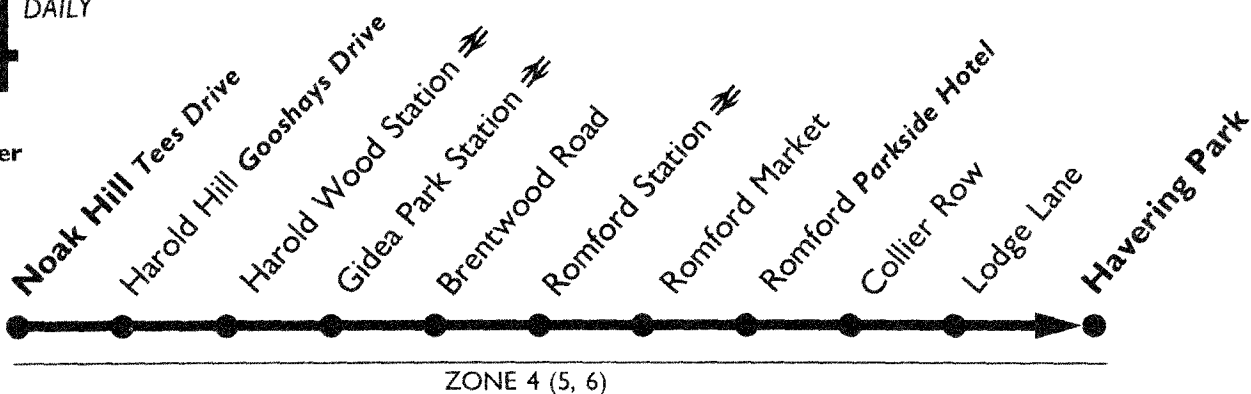 DAILY
er
Noak Hill Tees Drive
Harold Hill Gooshays Drive
Harold Wood Station
Gidea Park Station
Brentwood Road
Romford Station
Romford Market
Romford Parkside Hotel
Collier Row
Lodge Lane
Havering Park
ZONE 4 (5, 6)